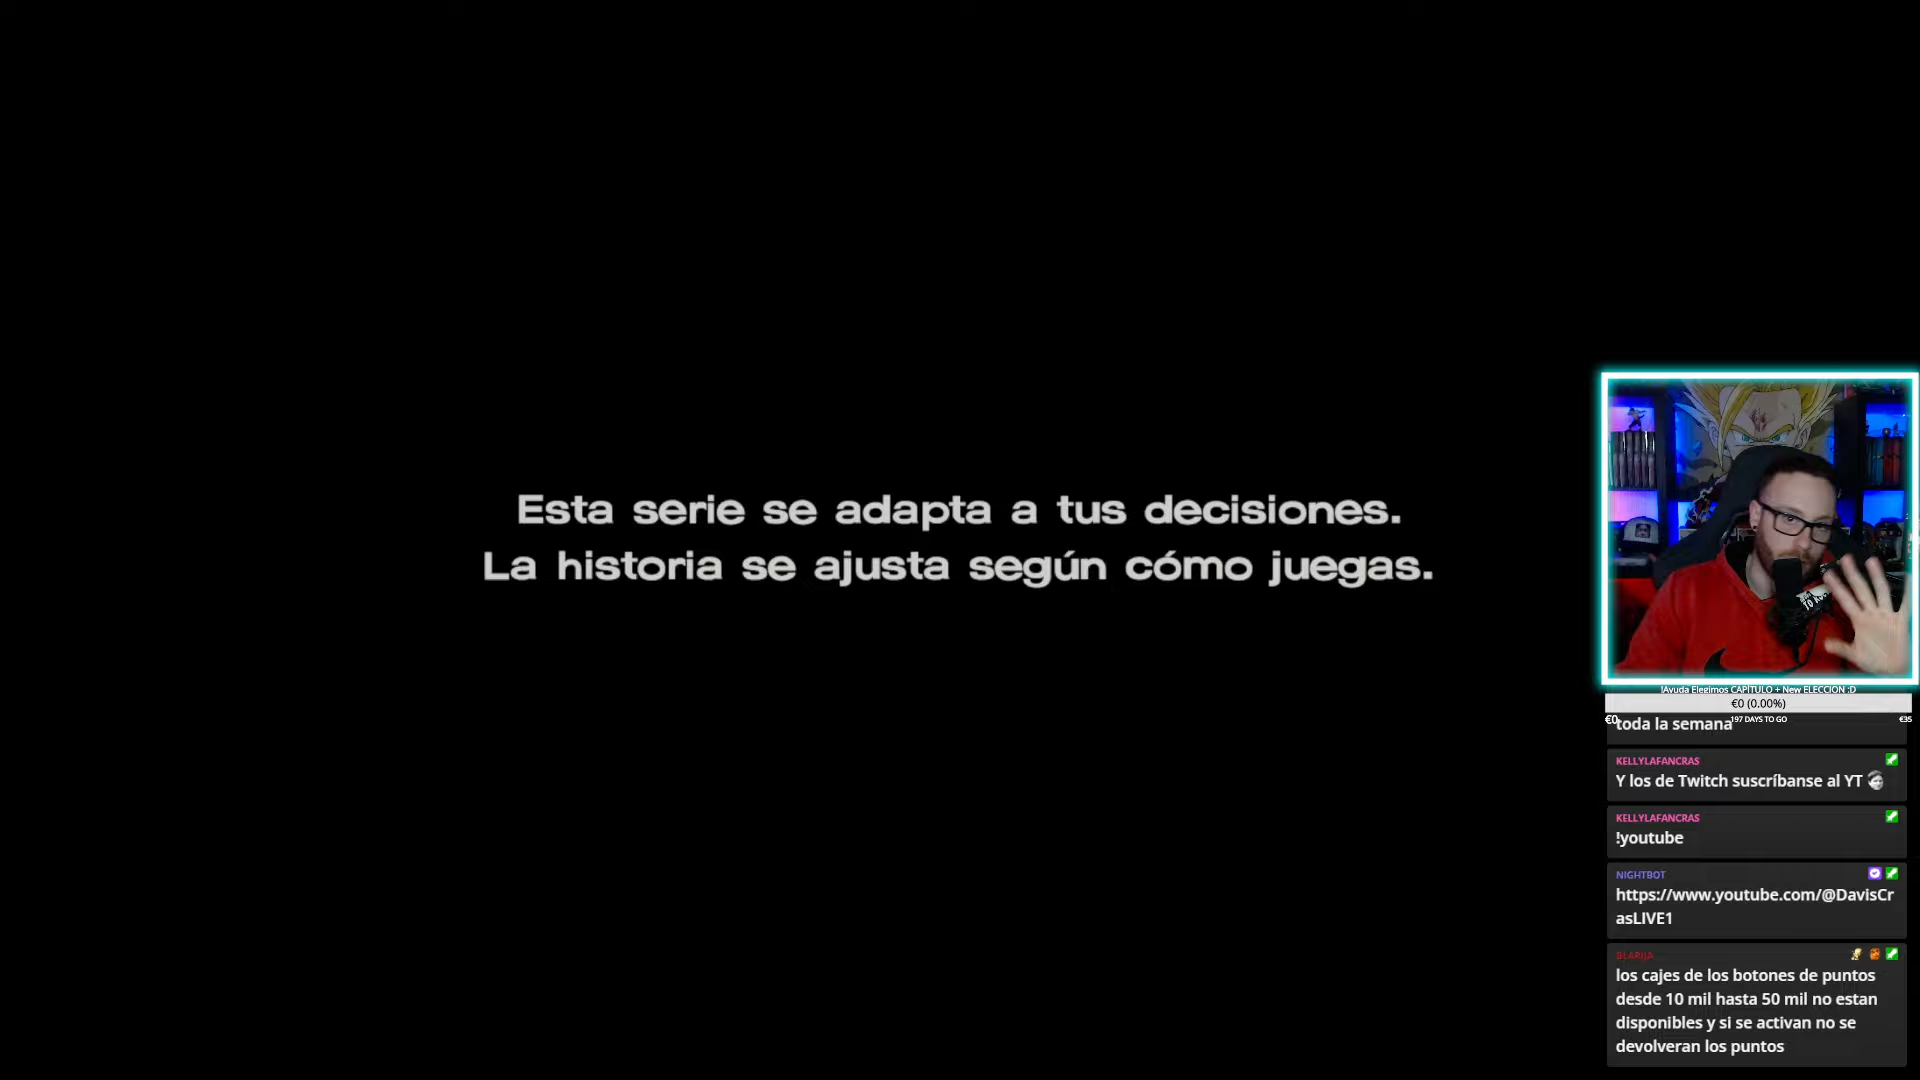 Esta serie se adapta a tus decisiones.
La historia se ajusta según cómo juegas.
!Ayuda Elegimos CAPÍTULO + New ELECCION :D
€0 (0.00%)
€0
197 DAYS TO GO
€35
toda la semana
KELLYLAFANCRAS
Y los de Twitch suscríbanse al YT
KELLYLAFANCRAS
!youtube
NIGHTBOT
https://www.youtube.com/@DavisCr
asLIVE1
BLARIJA
los cajes de los botones de puntos
desde 10 mil hasta 50 mil no estan
disponibles y si se activan no se
devolveran los puntos